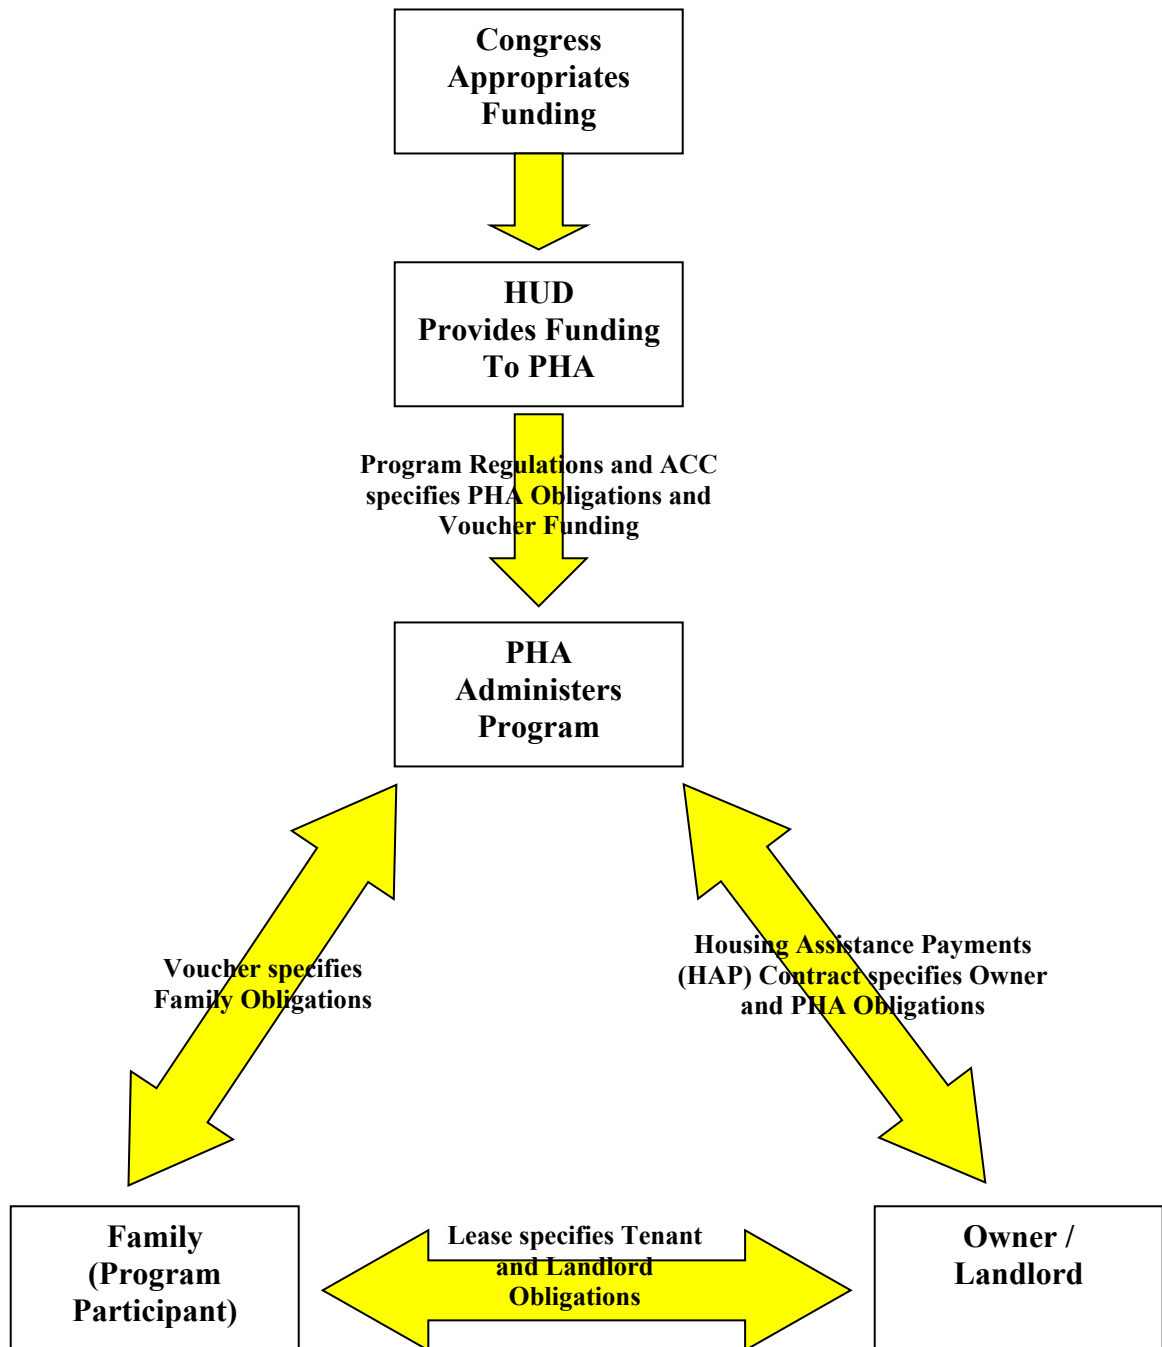 Congress
Appropriates
Funding
HUD
Provides Funding
To PHA
Program Regulations and ACC
specifies PHA Obligations and
Voucher Funding
PHA
Administers
Program
Voucher specifies
Family Obligations
Housing Assistance Payments
(HAP) Contract specifies Owner
and PHA Obligations
Family
(Program
Participant)
Lease specifies Tenant
and Landlord
Obligations
Owner /
Landlord